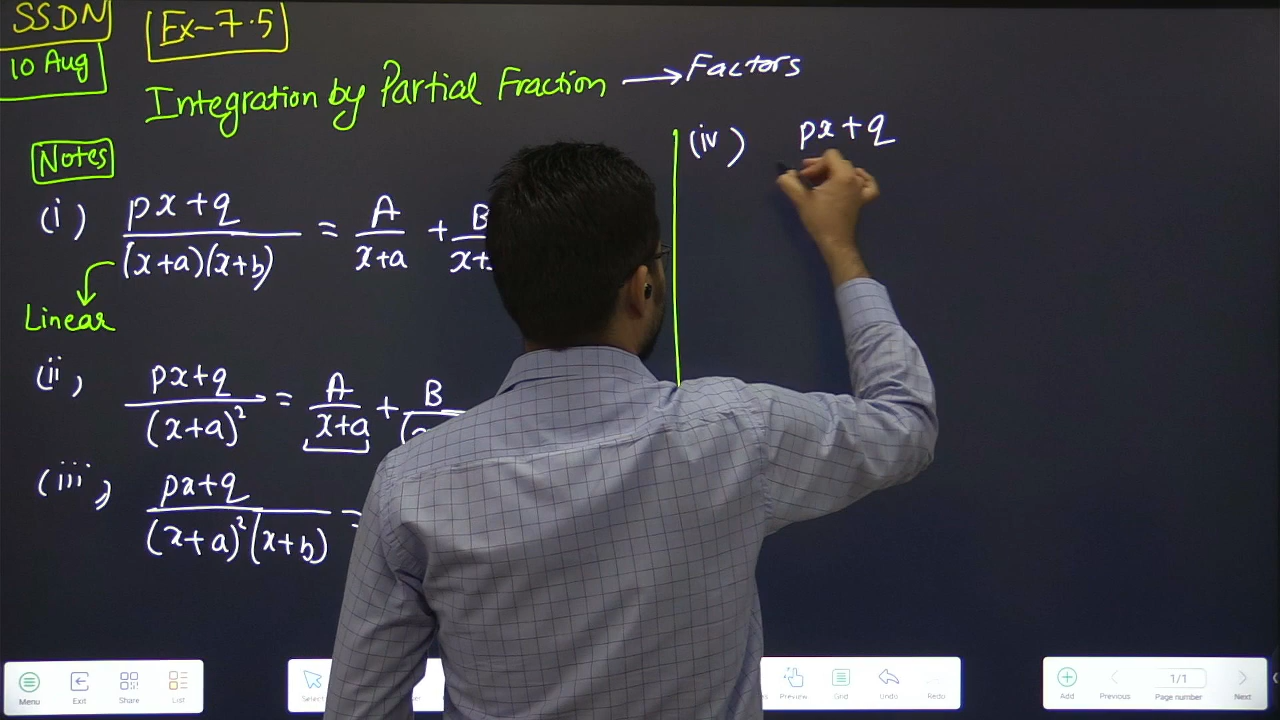 SSDN
Ex-7.5
10 Aug
Integration by Partial Fraction → Factors
Notes
(i) px+q / (x+a)(x+b) = A / x+a + B / x+
Linear
(ii) px+q / (x+a)² = A / x+a + B / (
(iii) px+q / (x+a)²(x+b) =
(iv) px+q
Menu
Exit
Share
List
Select
Preview
Grid
Undo
Redo
Add
Previous
1/1
Page number
Next